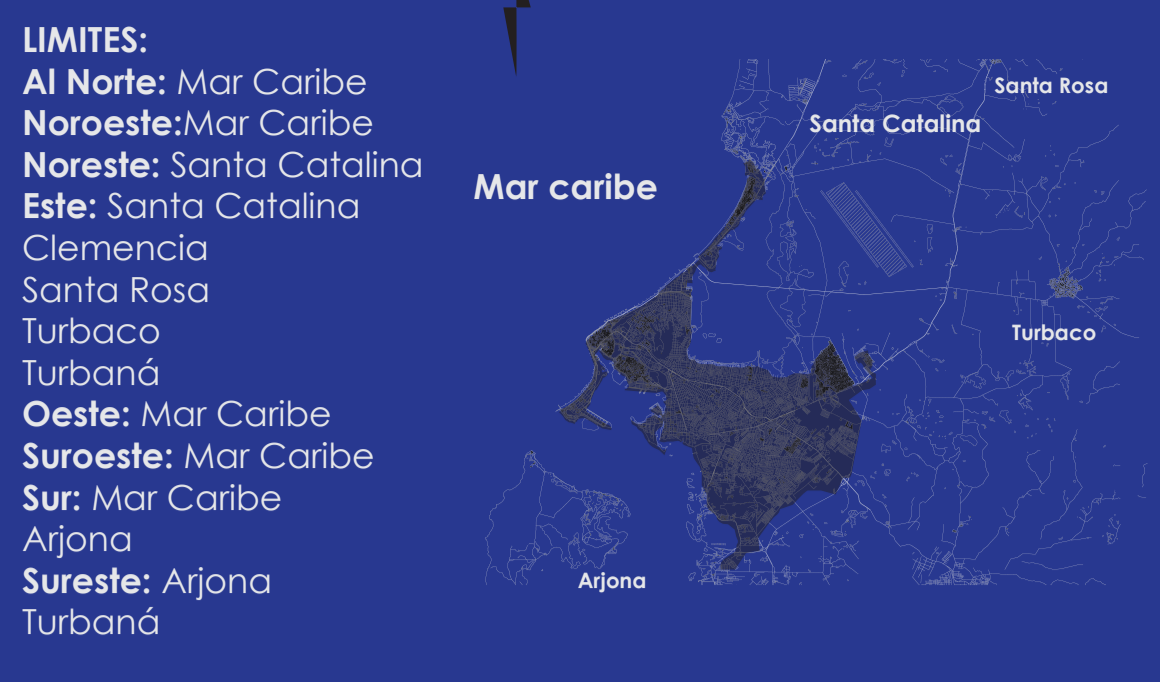 LIMITES:
Al Norte: Mar Caribe
Noroeste:Mar Caribe
Noreste: Santa Catalina
Este: Santa Catalina
Clemencia
Santa Rosa
Turbaco
Turbaná
Oeste: Mar Caribe
Suroeste: Mar Caribe
Sur: Mar Caribe
Arjona
Sureste: Arjona
Turbaná
Santa Rosa
Santa Catalina
Mar caribe
Turbaco
Arjona